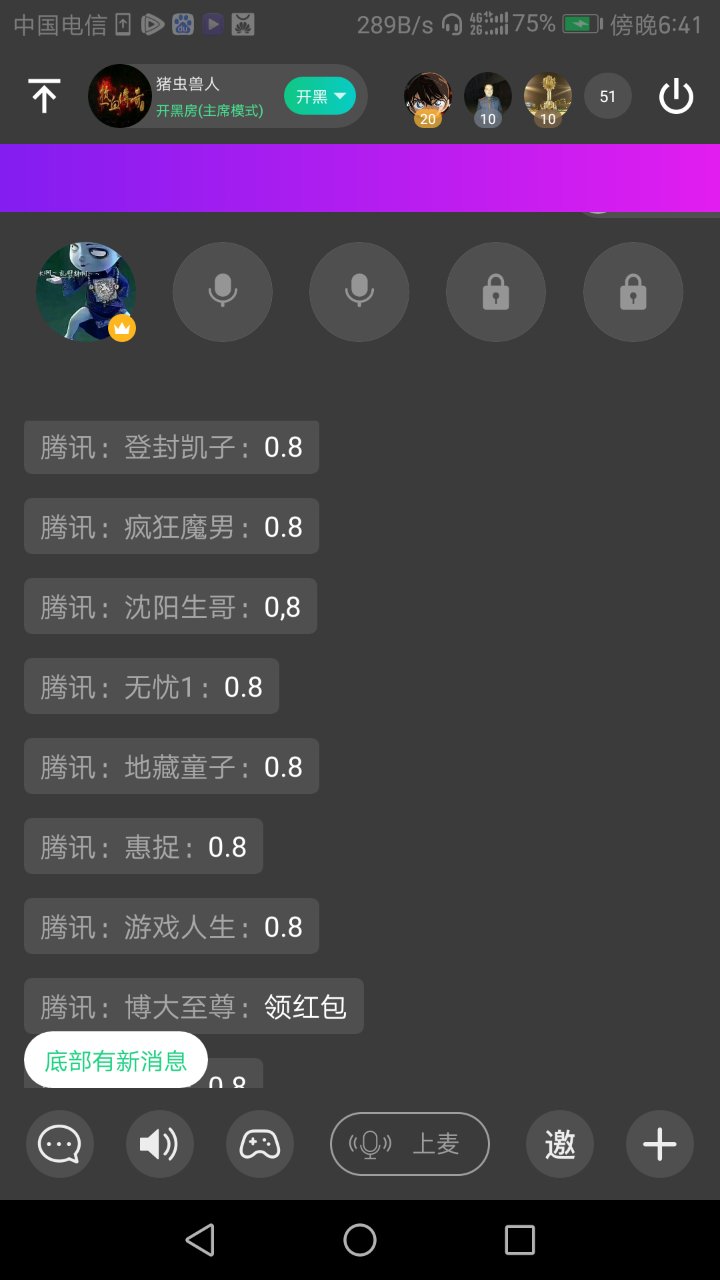 中国电信
289B/s 4G 2G 75% 傍晚6:41
猪虫兽人
开黑房(主席模式)
开黑
20
10
10
51
腾讯：登封凯子：0.8
腾讯：疯狂魔男：0.8
腾讯：沈阳生哥：0,8
腾讯：无忧1：0.8
腾讯：地藏童子：0.8
腾讯：惠捉：0.8
腾讯：游戏人生：0.8
腾讯：博大至尊：领红包
0.8
底部有新消息
上麦
邀